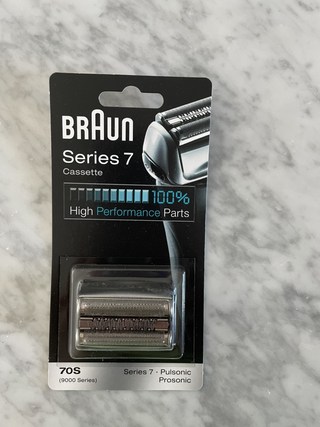 BRAUN
Series 7
Cassette
100%
High Performance Parts
70S
(9000 Series)
Series 7 · Pulsonic
Prosonic